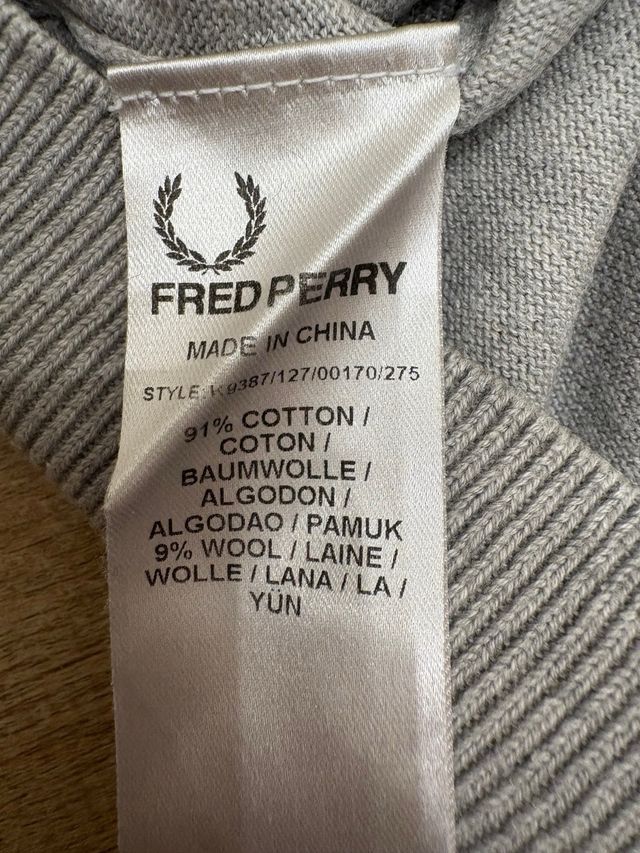 FRED PERRY
MADE IN CHINA
STYLE: K9387/127/00170/275
91% COTTON /
COTON /
BAUMWOLLE /
ALGODON /
ALGODAO / PAMUK
9% WOOL / LAINE /
WOLLE / LANA / LA /
YÜN